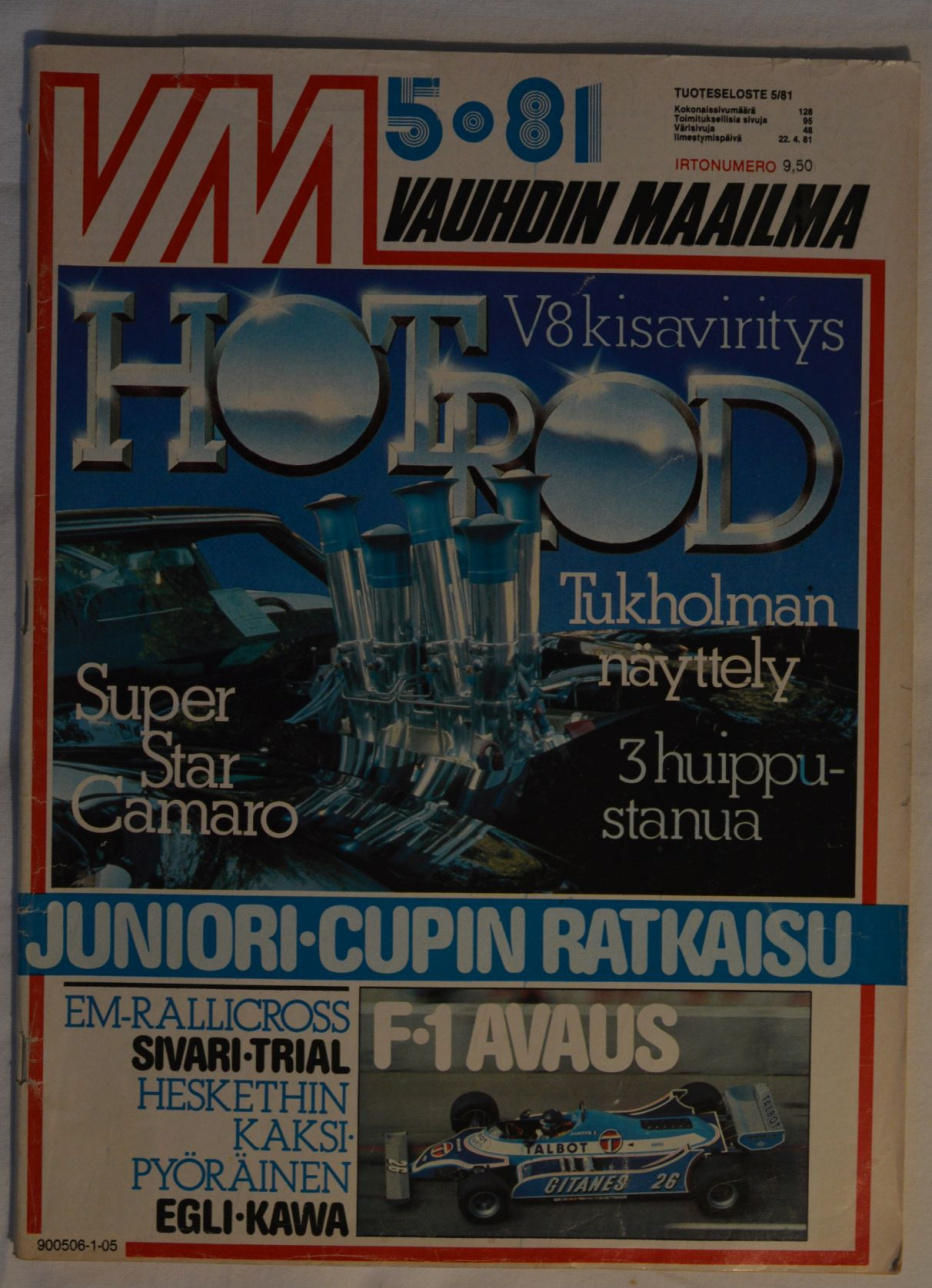 VM
5·81
TUOTESELOSTE 5/81
Kokonaissivumäärä 128
Toimituksellisia sivuja 95
Värisivuja 48
Ilmestymispäivä 22. 4. 81
IRTONUMERO 9,50
VAUHDIN MAAILMA
HOT
ROD
V8 kisaviritys
Tukholman
näyttely
Super
Star
Camaro
3 huippu-
stanua
JUNIORI·CUPIN RATKAISU
EM-RALLICROSS
SIVARI·TRIAL
HESKETHIN
KAKSI-
PYÖRÄINEN
EGLI·KAWA
F·1 AVAUS
TALBOT
TALBOT
GITANES 26
26
900506-1-05